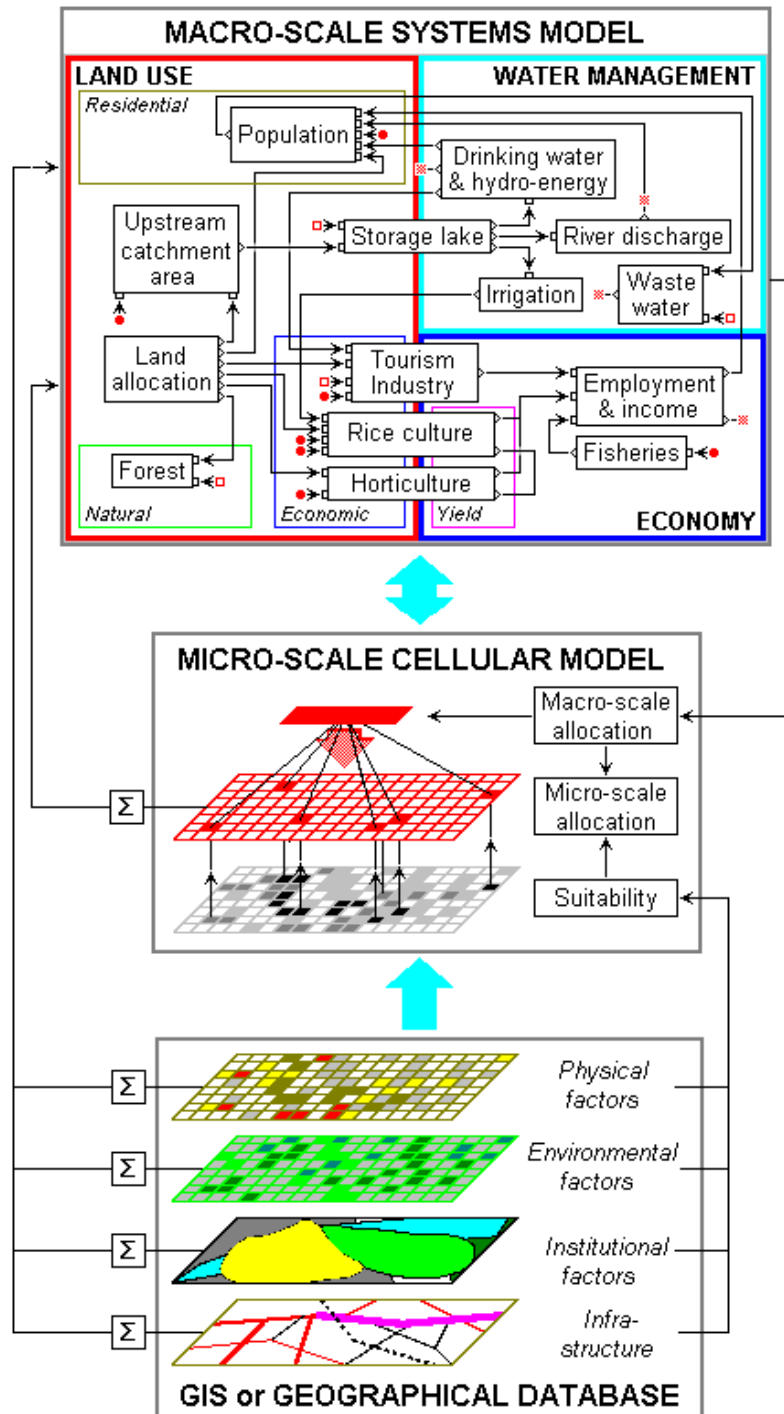 MACRO-SCALE SYSTEMS MODEL
LAND USE
WATER MANAGEMENT
Residential
Population
Drinking water
& hydro-energy
Upstream
catchment
area
Storage lake
River discharge
Irrigation
Waste
water
Land
allocation
Tourism
Industry
Employment
& income
Rice culture
Fisheries
Forest
Horticulture
Natural
Economic
Yield
ECONOMY
MICRO-SCALE CELLULAR MODEL
Macro-scale
allocation
Σ
Micro-scale
allocation
Suitability
Σ
Physical
factors
Σ
Environmental
factors
Σ
Institutional
factors
Σ
Infra-
structure
GIS or GEOGRAPHICAL DATABASE